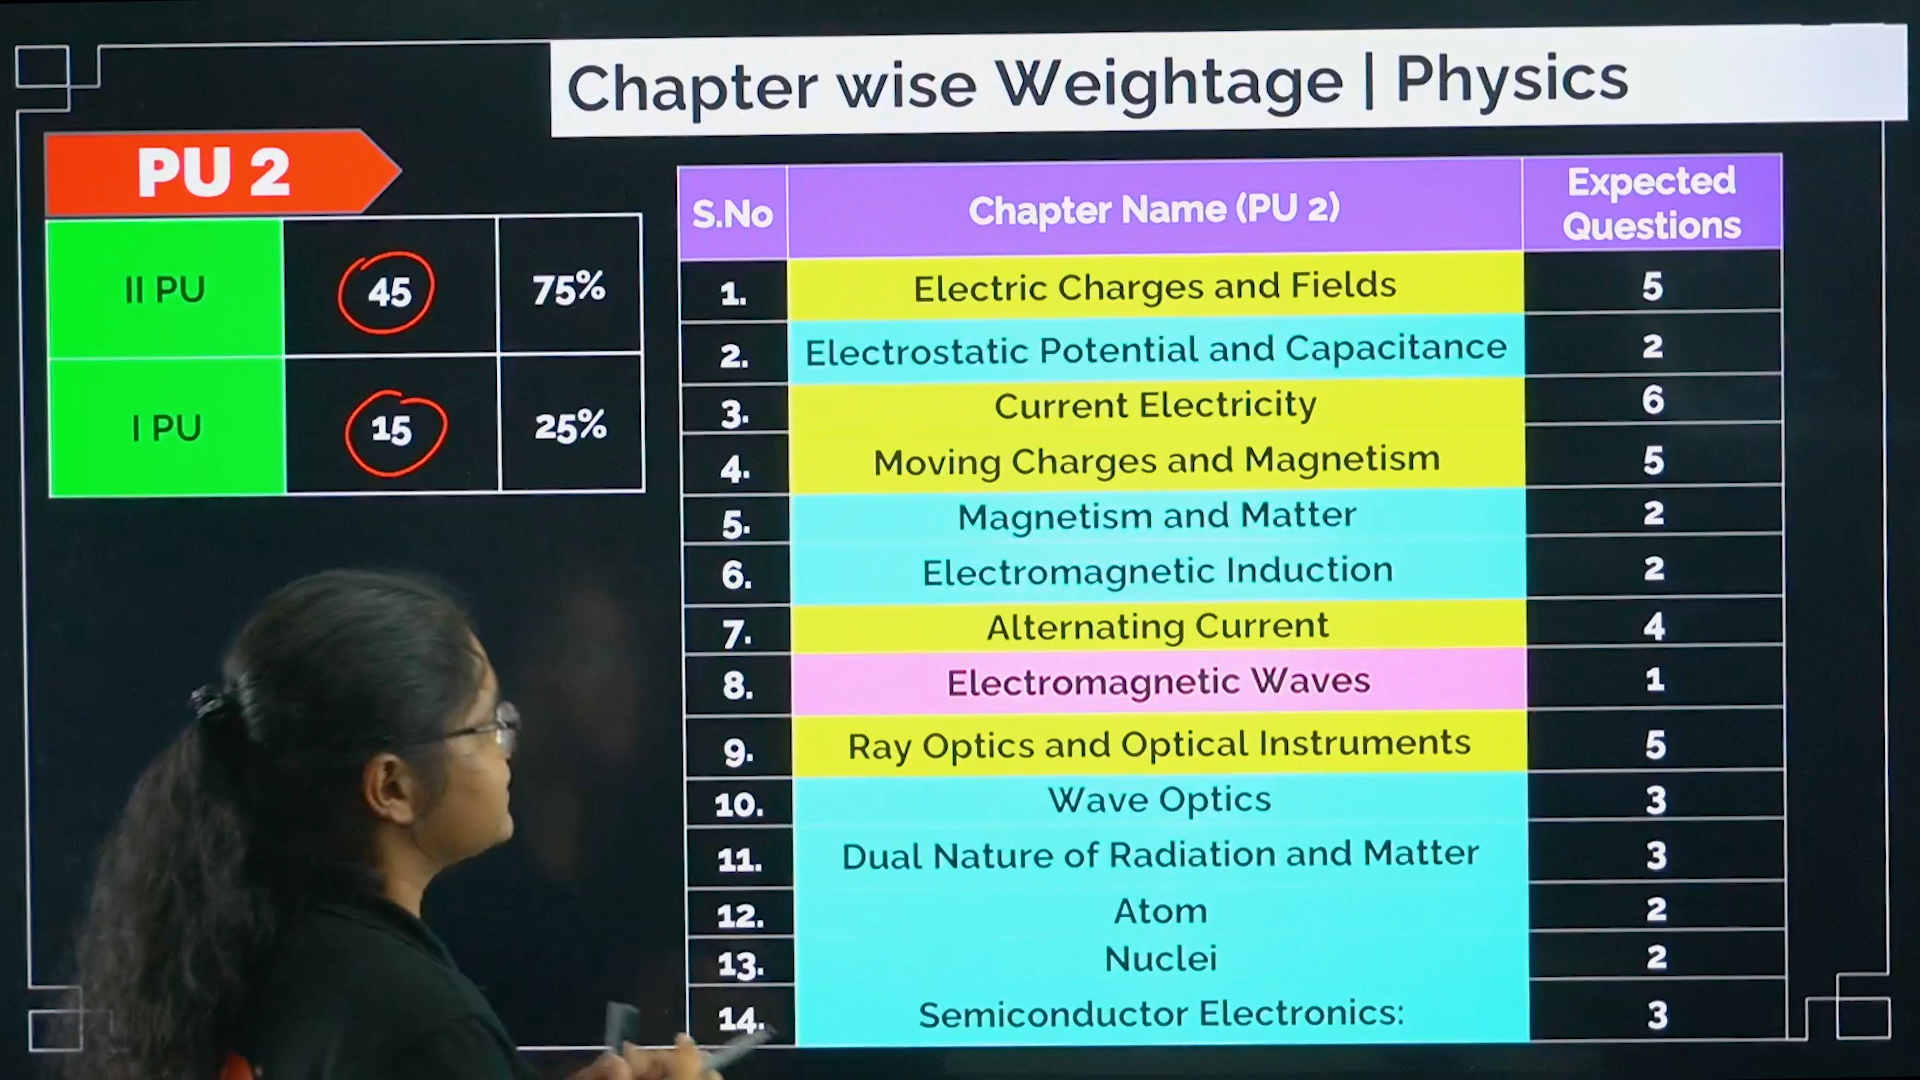 Chapter wise Weightage | Physics
PU 2
II PU 45 75%
I PU 15 25%
S.No Chapter Name (PU 2) Expected Questions
1. Electric Charges and Fields 5
2. Electrostatic Potential and Capacitance 2
3. Current Electricity 6
4. Moving Charges and Magnetism 5
5. Magnetism and Matter 2
6. Electromagnetic Induction 2
7. Alternating Current 4
8. Electromagnetic Waves 1
9. Ray Optics and Optical Instruments 5
10. Wave Optics 3
11. Dual Nature of Radiation and Matter 3
12. Atom 2
13. Nuclei 2
14. Semiconductor Electronics: 3